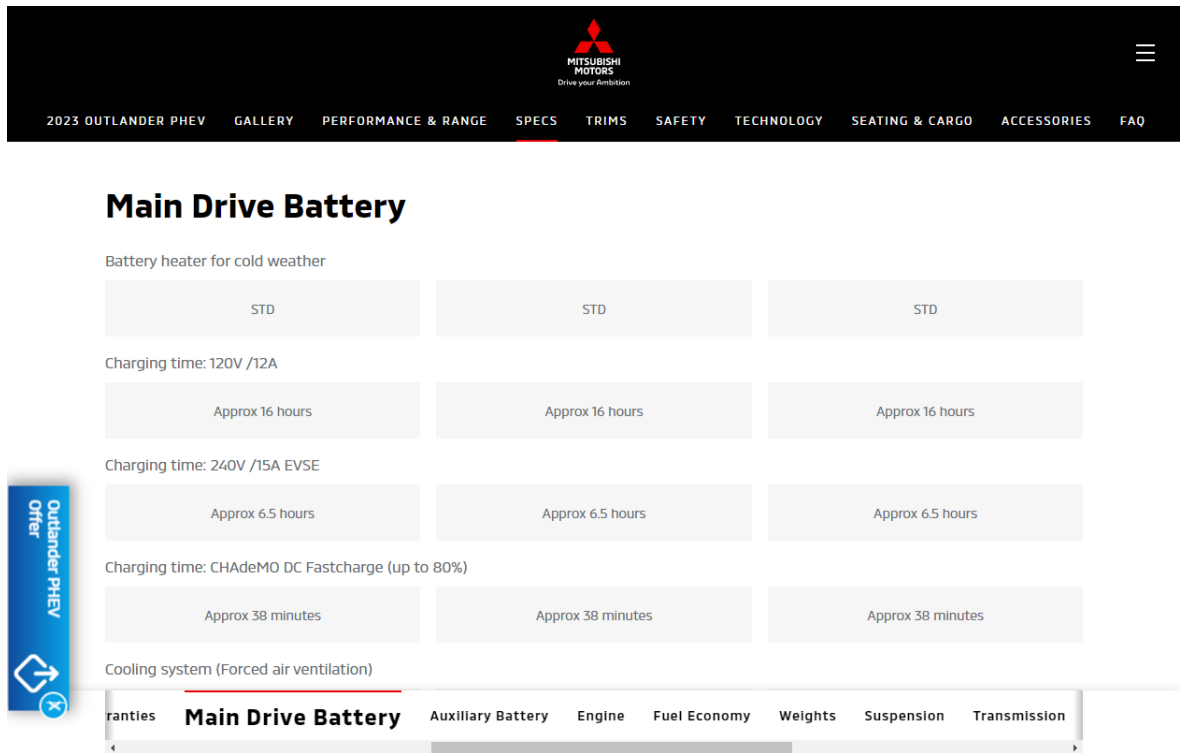 MITSUBISHI
MOTORS
Drive your Ambition
2023 OUTLANDER PHEV GALLERY PERFORMANCE & RANGE SPECS TRIMS SAFETY TECHNOLOGY SEATING & CARGO ACCESSORIES FAQ
Main Drive Battery
Battery heater for cold weather
STD STD STD
Charging time: 120V /12A
Approx 16 hours Approx 16 hours Approx 16 hours
Charging time: 240V /15A EVSE
Approx 6.5 hours Approx 6.5 hours Approx 6.5 hours
Charging time: CHAdeMO DC Fastcharge (up to 80%)
Approx 38 minutes Approx 38 minutes Approx 38 minutes
Cooling system (Forced air ventilation)
Outlander PHEV
Offer
X
ranties Main Drive Battery Auxiliary Battery Engine Fuel Economy Weights Suspension Transmission